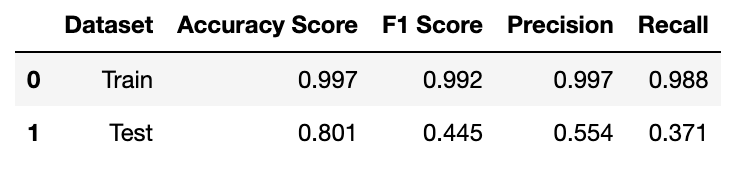 Dataset Accuracy Score F1 Score Precision Recall
0 Train 0.997 0.992 0.997 0.988
1 Test 0.801 0.445 0.554 0.371